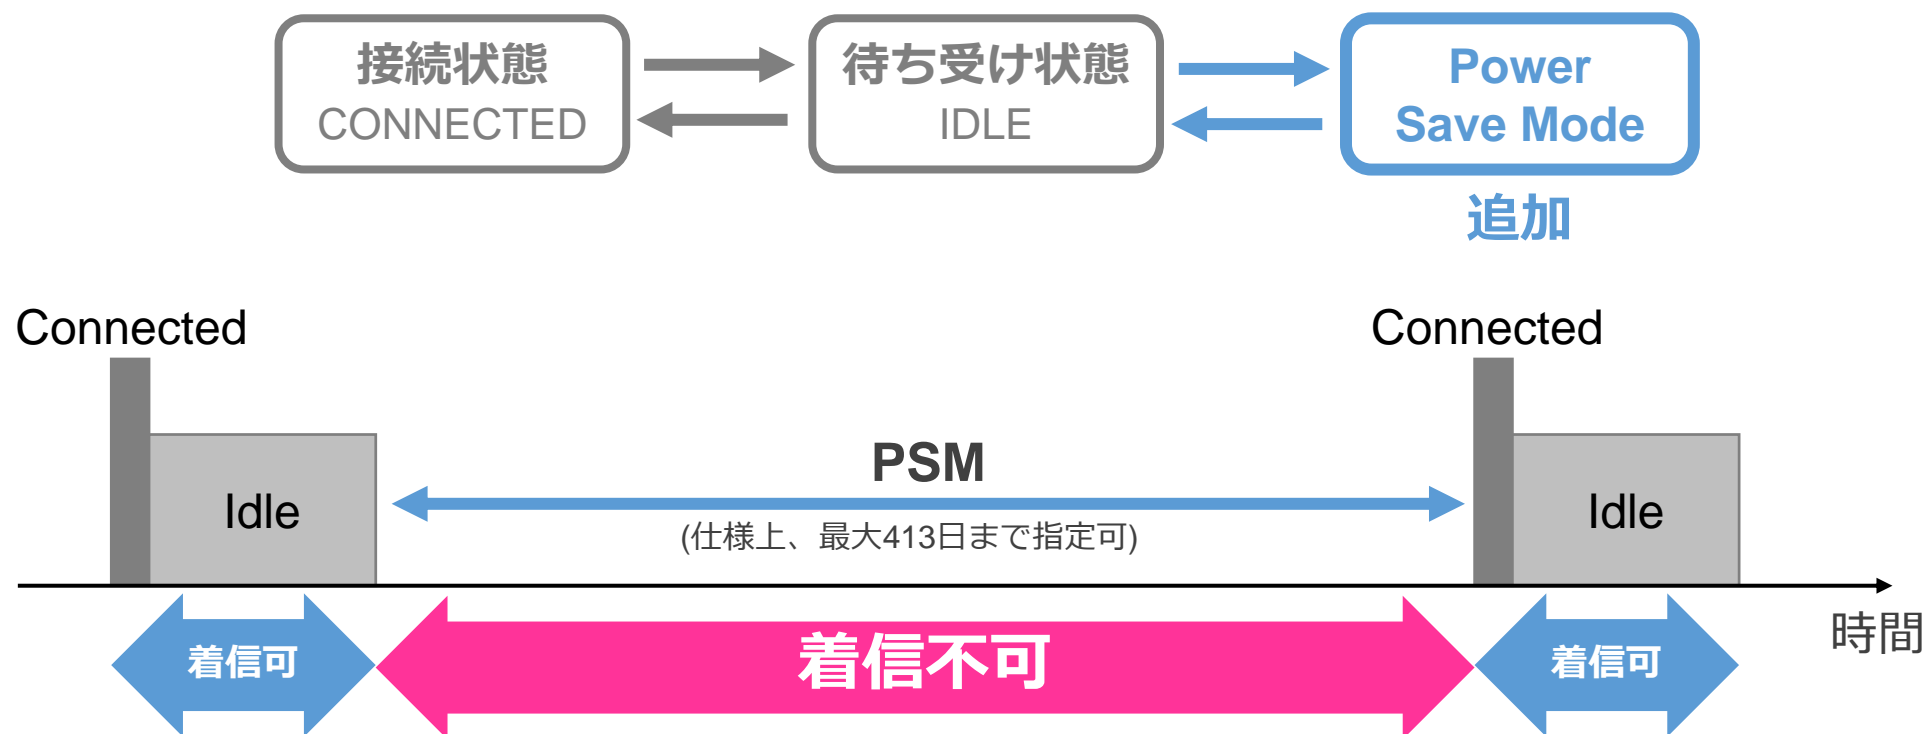 接続状態
CONNECTED
待ち受け状態
IDLE
Power
Save Mode
追加
Connected
Connected
Idle
PSM
(仕様上、最大413日まで指定可)
Idle
時間
着信可
着信不可
着信可